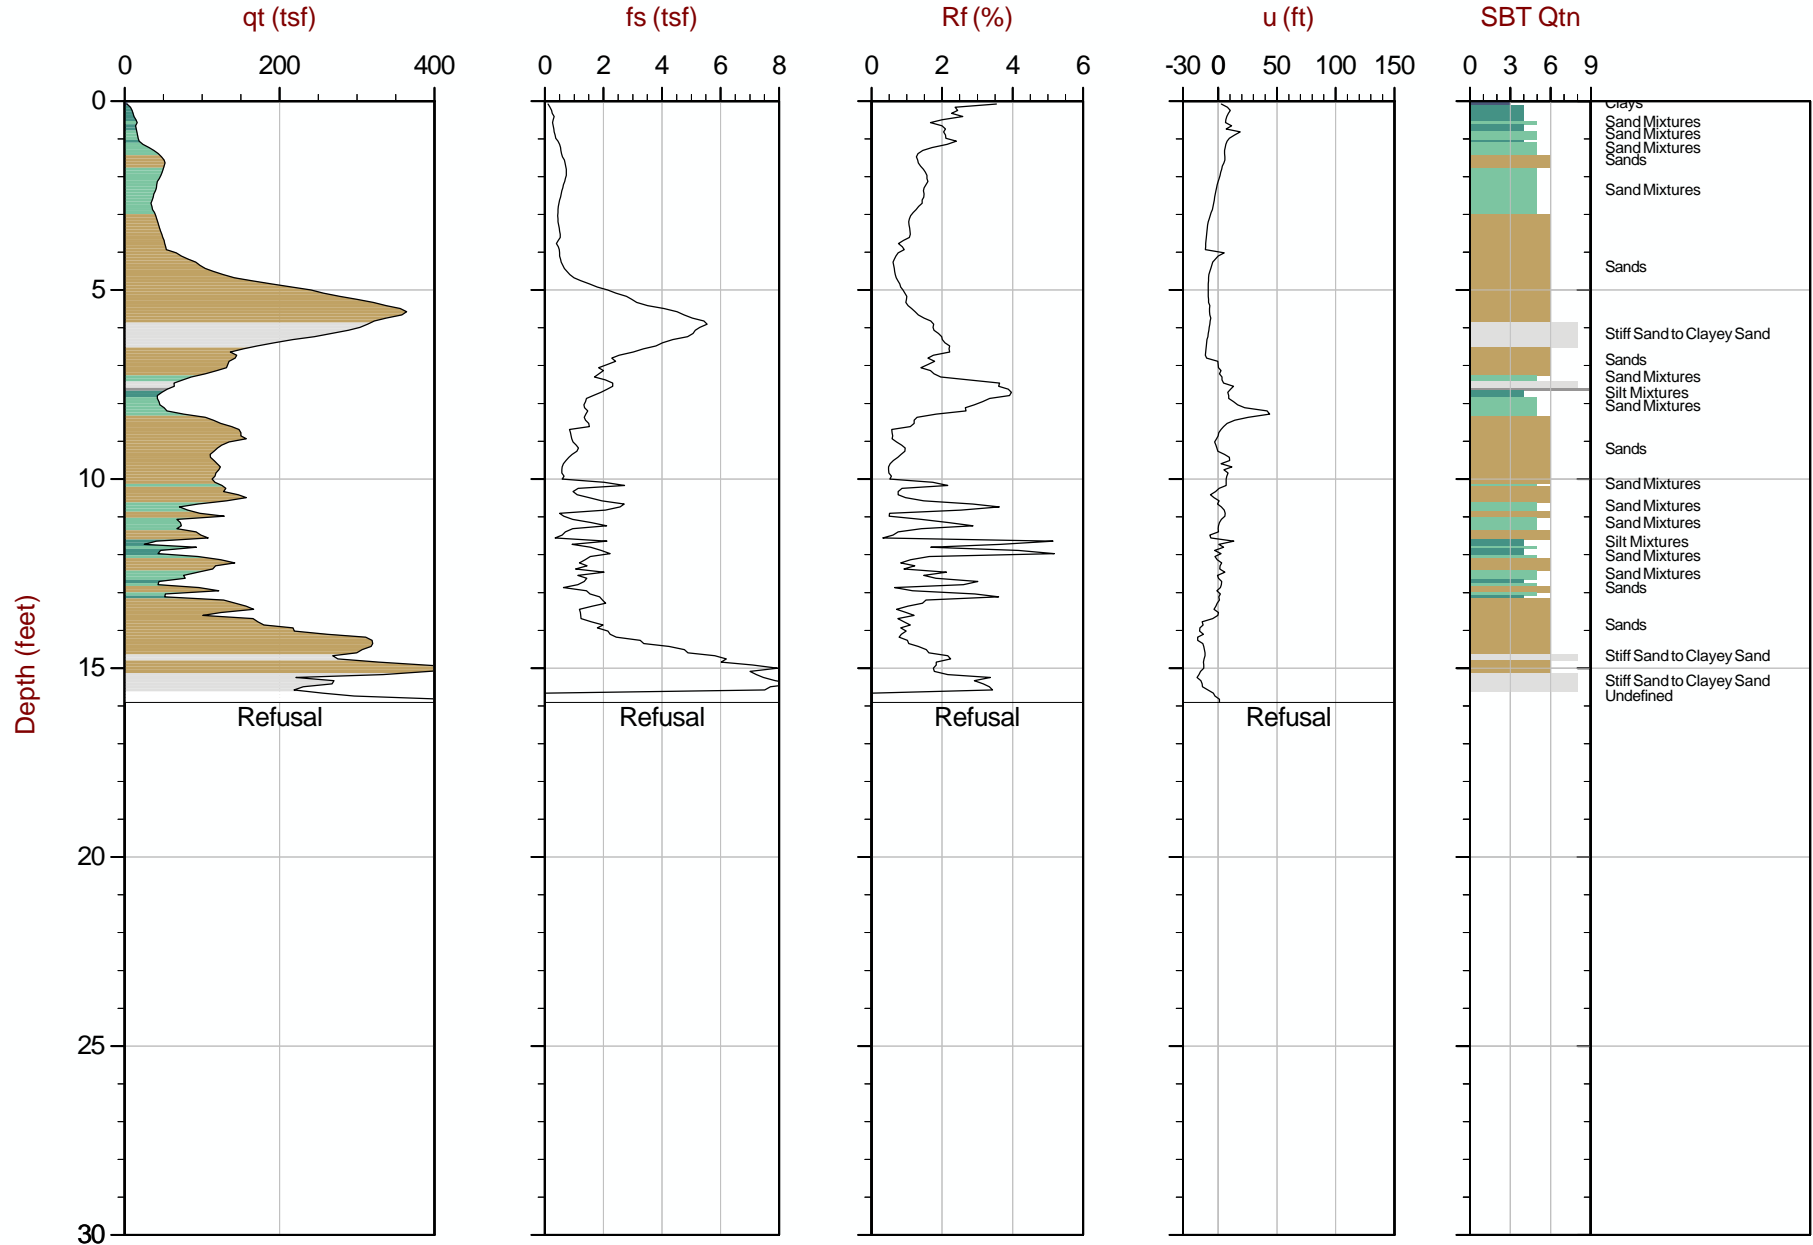 qt (tsf) fs (tsf) Rf (%) u (ft) SBT Qtn
0 200 400 0 2 4 6 8 0 2 4 6 -30 0 50 100 150 0 3 6 9
0
5
10
15
20
25
30
Depth (feet)
Clays
Sand Mixtures
Sand Mixtures
Sand Mixtures
Sands
Sand Mixtures
Sands
Stiff Sand to Clayey Sand
Sands
Sand Mixtures
Silt Mixtures
Sand Mixtures
Sands
Sand Mixtures
Sand Mixtures
Sand Mixtures
Silt Mixtures
Sand Mixtures
Sand Mixtures
Sands
Sands
Stiff Sand to Clayey Sand
Stiff Sand to Clayey Sand
Undefined
Refusal Refusal Refusal Refusal